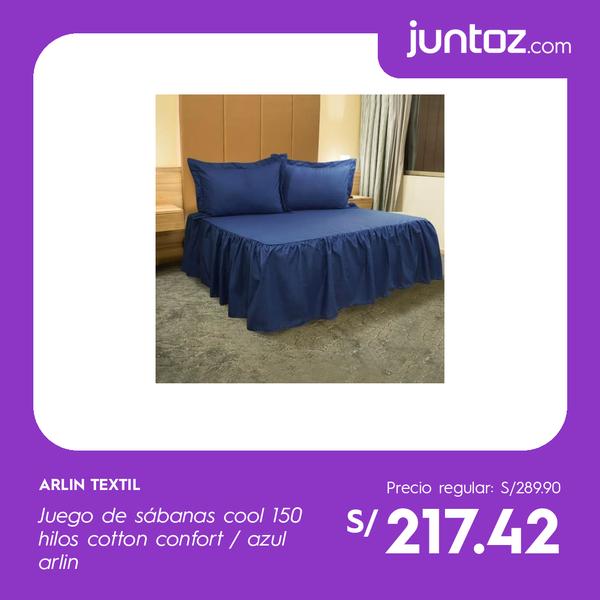 juntoz.com
ARLIN TEXTIL
Juego de sábanas cool 150
hilos cotton confort / azul
arlin
Precio regular: S/289.90
S/217.42